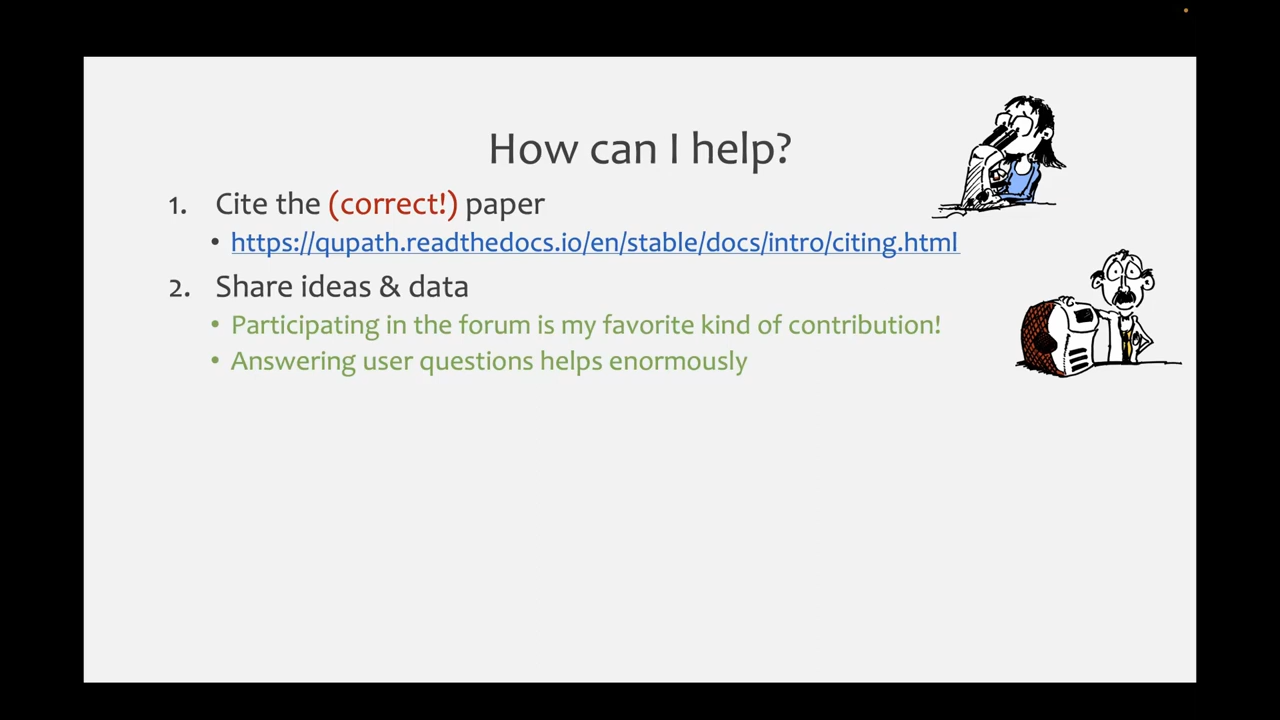 How can I help?
1. Cite the (correct!) paper
• https://qupath.readthedocs.io/en/stable/docs/intro/citing.html
2. Share ideas & data
• Participating in the forum is my favorite kind of contribution!
• Answering user questions helps enormously